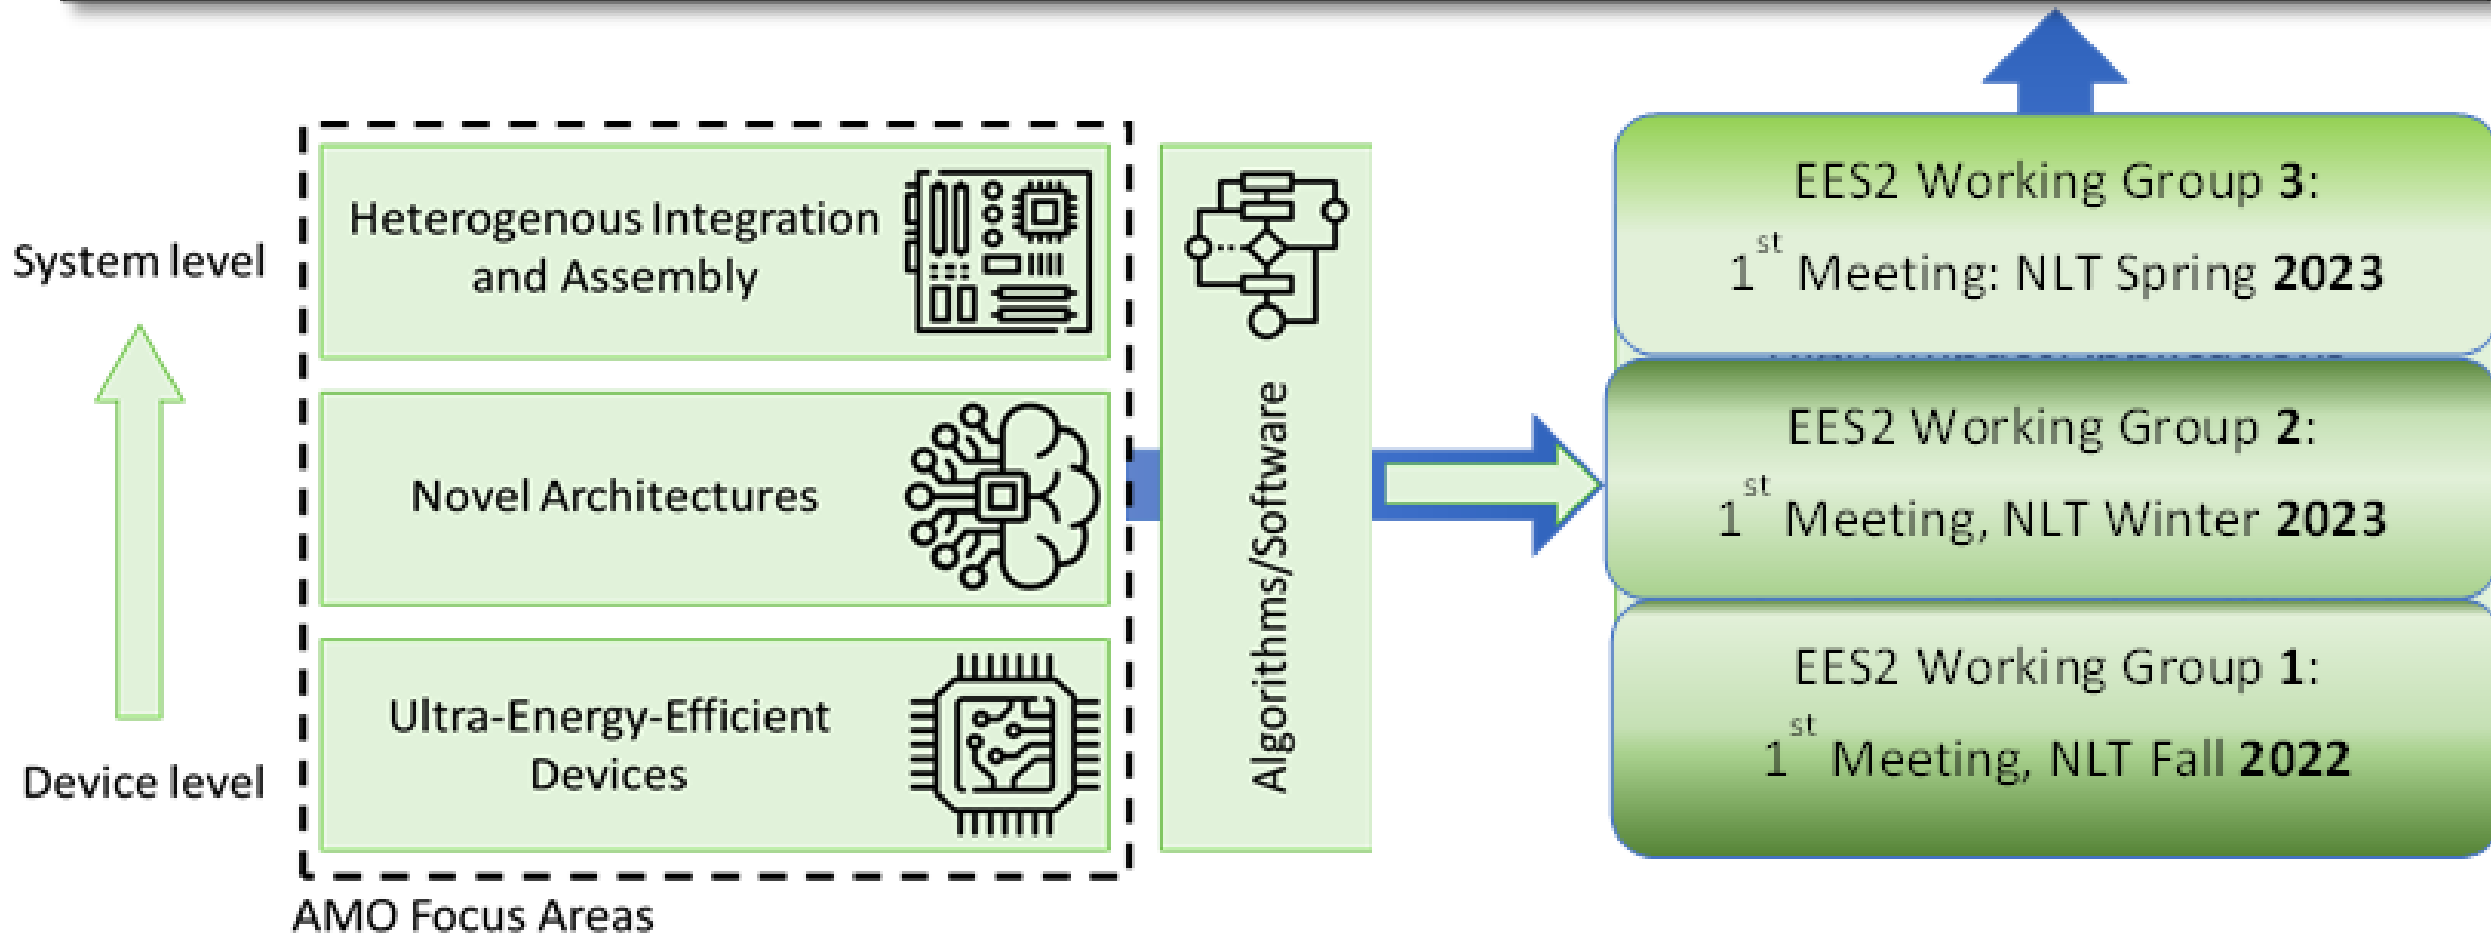 System level
Device level
Heterogenous Integration
and Assembly
Novel Architectures
Ultra-Energy-Efficient
Devices
AMO Focus Areas
Algorithms/Software
EES2 Working Group 3:
1st Meeting: NLT Spring 2023
EES2 Working Group 2:
1st Meeting, NLT Winter 2023
EES2 Working Group 1:
1st Meeting, NLT Fall 2022